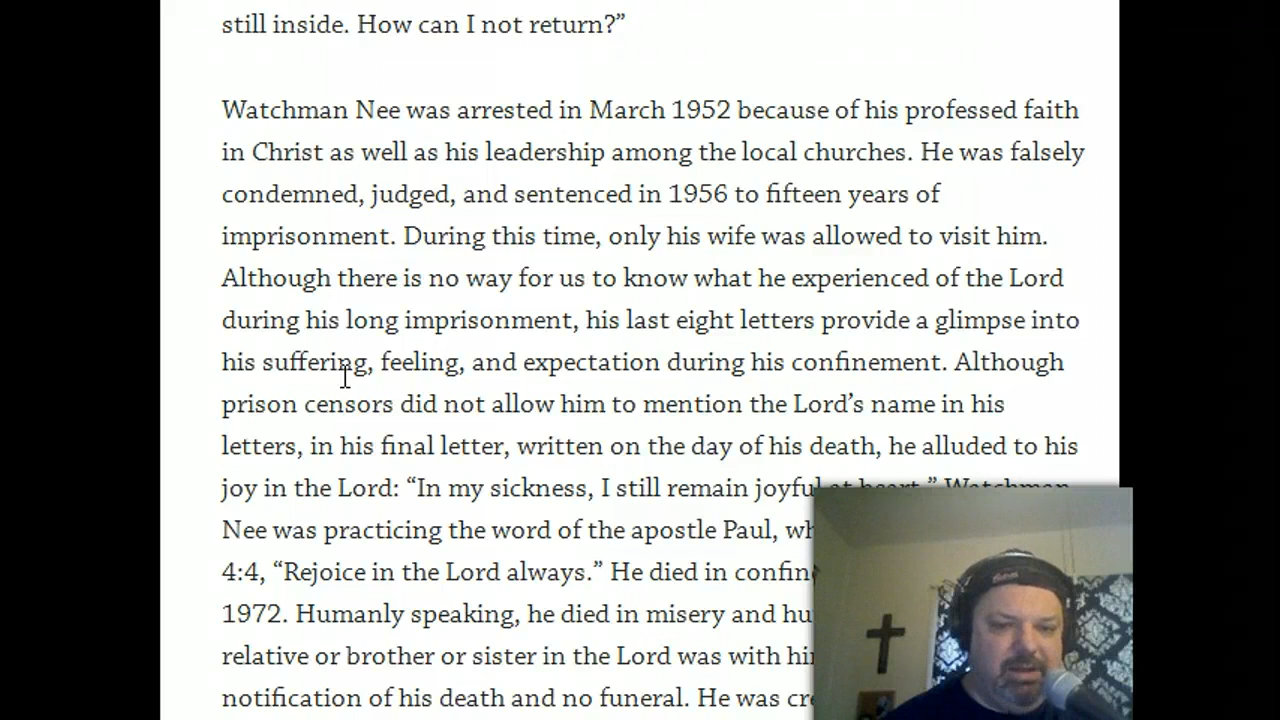 still inside. How can I not return?”
Watchman Nee was arrested in March 1952 because of his professed faith
in Christ as well as his leadership among the local churches. He was falsely
condemned, judged, and sentenced in 1956 to fifteen years of
imprisonment. During this time, only his wife was allowed to visit him.
Although there is no way for us to know what he experienced of the Lord
during his long imprisonment, his last eight letters provide a glimpse into
his suffering, feeling, and expectation during his confinement. Although
prison censors did not allow him to mention the Lord’s name in his
letters, in his final letter, written on the day of his death, he alluded to his
joy in the Lord: “In my sickness, I still remain joyful at heart.” Watchman
Nee was practicing the word of the apostle Paul,
4:4, “Rejoice in the Lord always.” He died in
1972. Humanly speaking, he died in misery and
relative or brother or sister in the Lord was with
notification of his death and no funeral. He was